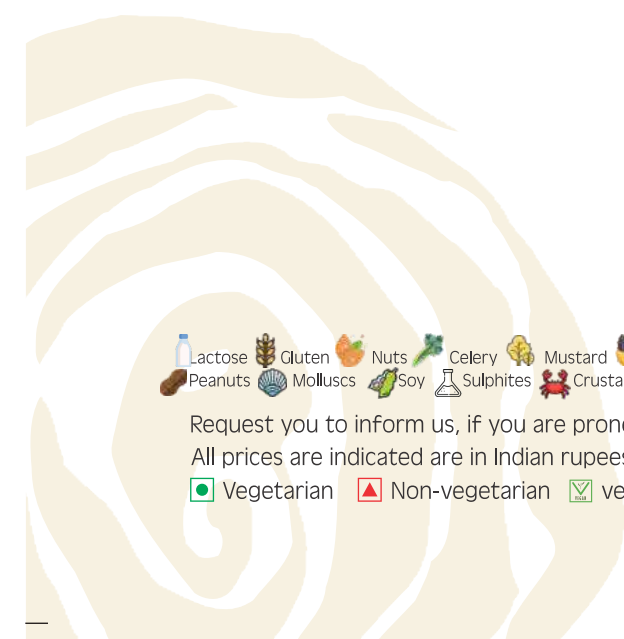 Lactose Gluten Nuts Celery Mustard
Peanuts Molluscs Soy Sulphites Crusta
Request you to inform us, if you are prone
All prices are indicated are in Indian rupees
Vegetarian Non-vegetarian VEGAN ve